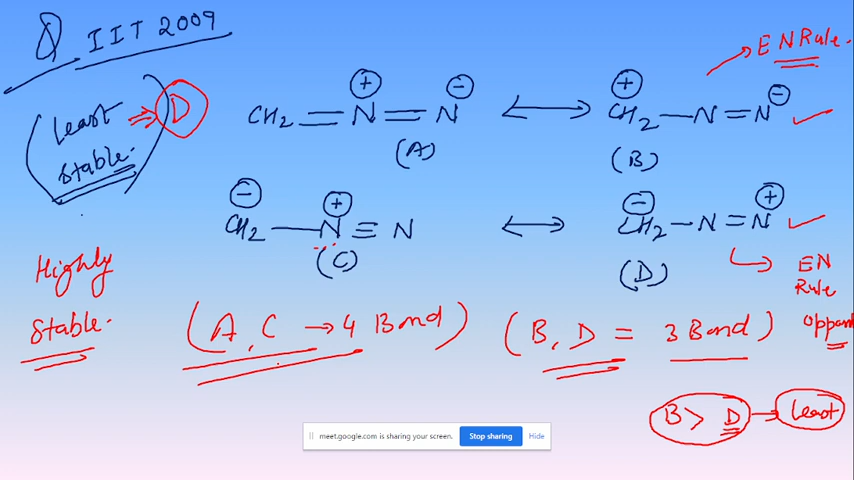 Q IIT 2009
EN Rule.
(Least Stable.) ⇒ D
CH₂ = N⊕ = N⊖ ⟷ ⊕CH₂ – N = N⊖ ✓
(A) (B)
⊖CH₂ – N⊕ ≡ N ⟷ ⊖CH₂ – N = N⊕ ✓
(C) (D)
→ EN
Rule
Highly
Stable.
(A, C → 4 Bond) (B, D = 3 Bond)
B > D → Least
meet.google.com is sharing your screen. Stop sharing Hide